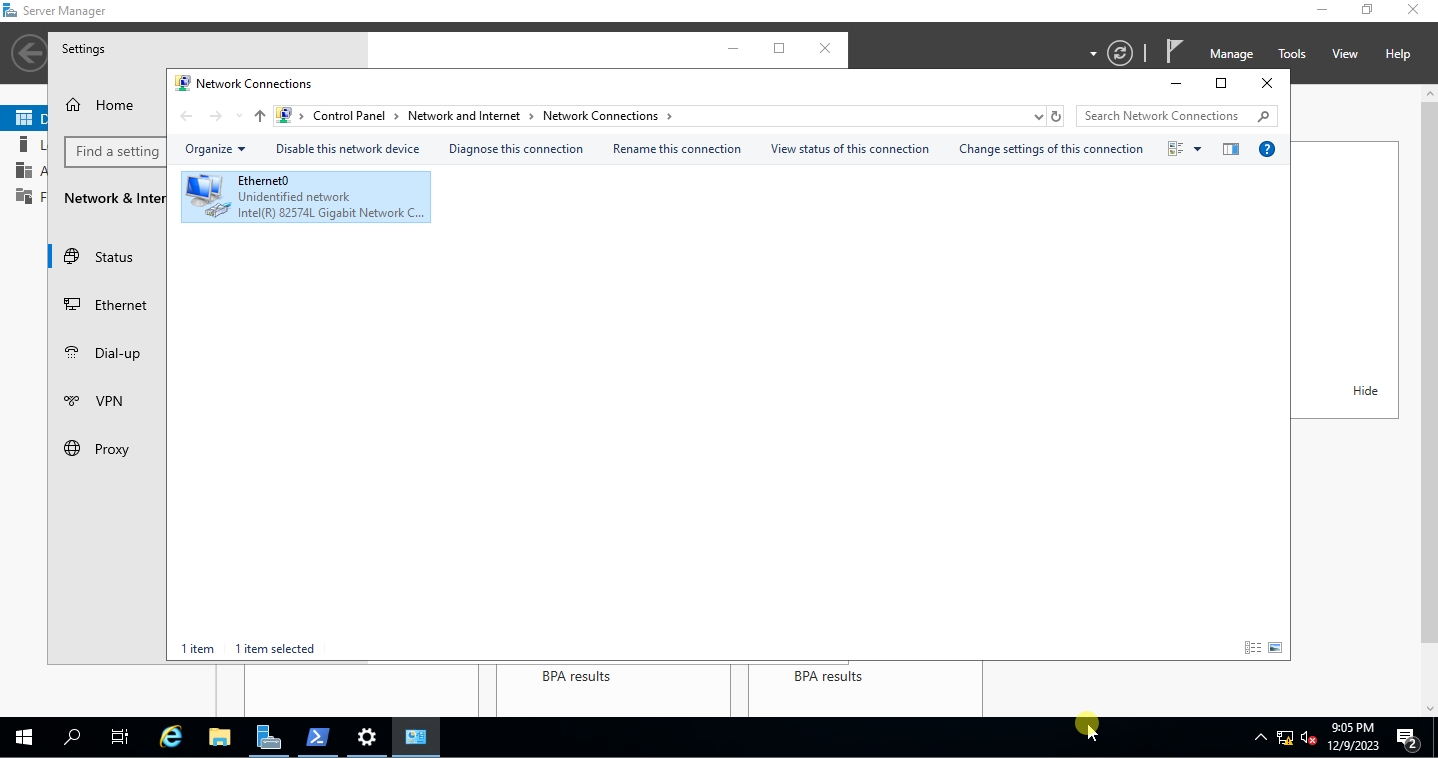 Server Manager
Manage
Tools
View
Help
Settings
Home
Find a setting
Network & Inter
Status
Ethernet
Dial-up
VPN
Proxy
Network Connections
Control Panel
Network and Internet
Network Connections
Search Network Connections
Organize
Disable this network device
Diagnose this connection
Rename this connection
View status of this connection
Change settings of this connection
Ethernet0
Unidentified network
Intel(R) 82574L Gigabit Network C...
1 item
1 item selected
Hide
BPA results
BPA results
9:05 PM
12/9/2023
2